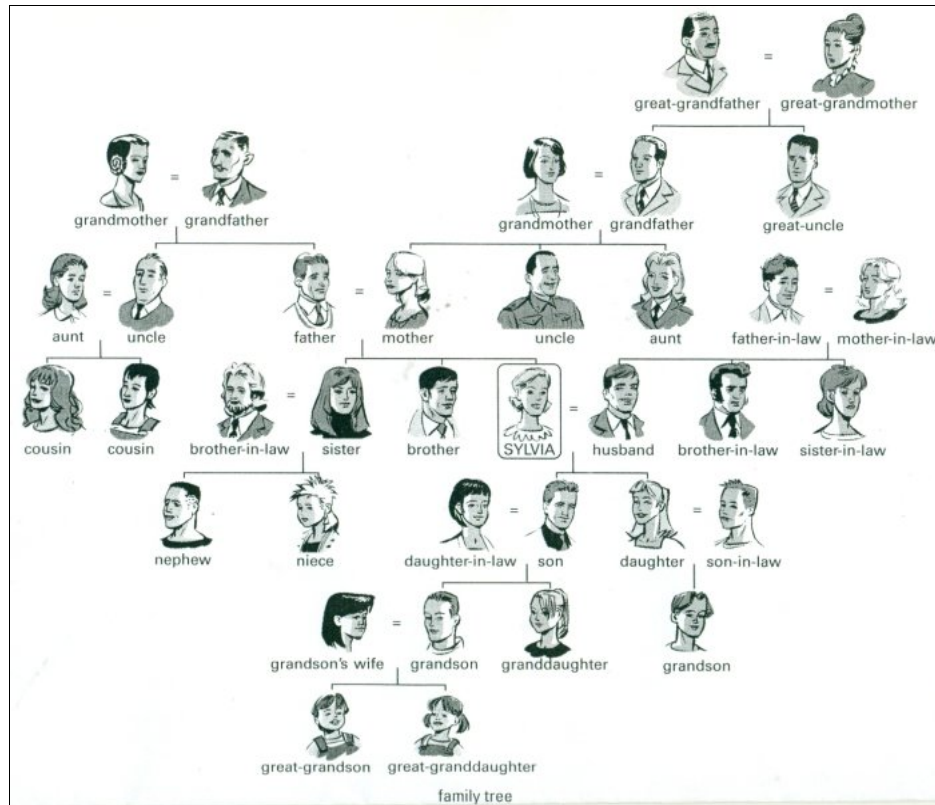 =
great-grandfather great-grandmother
= =
grandmother grandfather grandmother grandfather great-uncle
= = =
aunt uncle father mother uncle aunt father-in-law mother-in-law
= =
cousin cousin brother-in-law sister brother SYLVIA husband brother-in-law sister-in-law
= =
nephew niece daughter-in-law son daughter son-in-law
=
grandson's wife grandson granddaughter grandson
great-grandson great-granddaughter
family tree